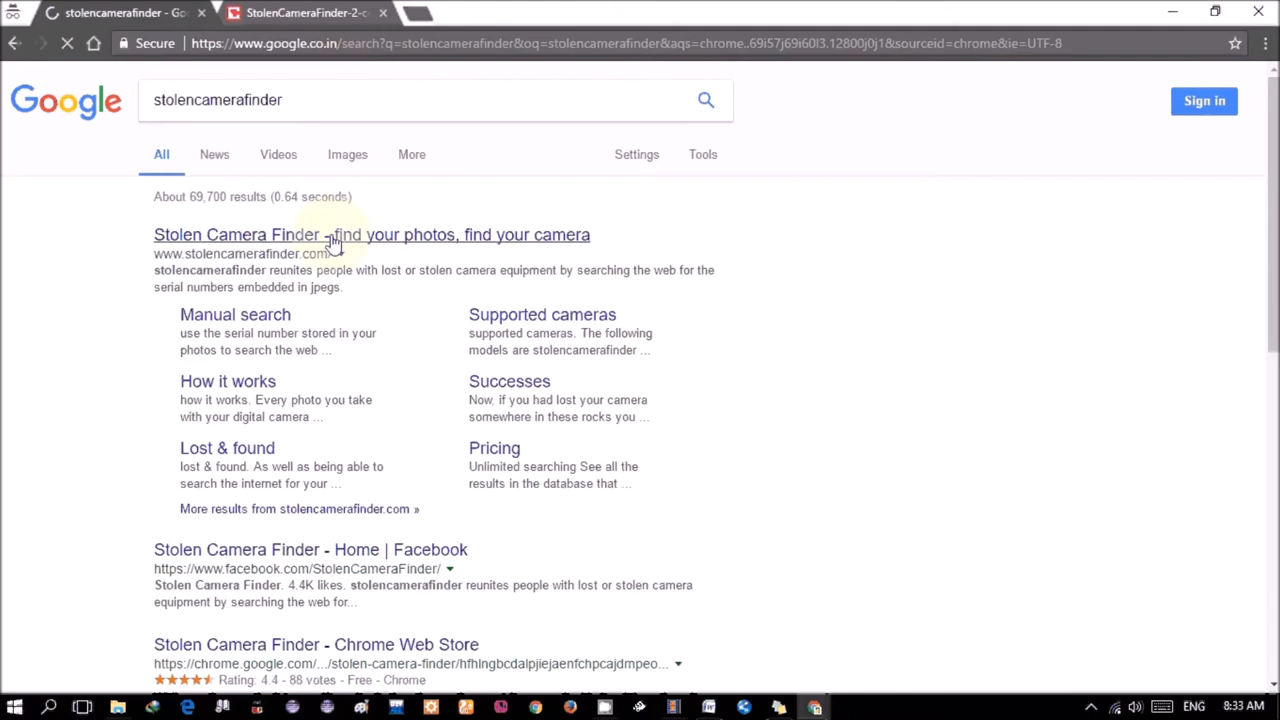 stolencamerafinder - Go
StolenCameraFinder-2-c
Secure
https://www.google.co.in/search?q=stolencamerafinder&oq=stolencamerafinder&aqs=chrome..69i57j69i60l3.12800j0j1&sourceid=chrome&ie=UTF-8
Google
stolencamerafinder
Sign in
All News Videos Images More Settings Tools
About 69,700 results (0.64 seconds)
Stolen Camera Finder - find your photos, find your camera
www.stolencamerafinder.com/
stolencamerafinder reunites people with lost or stolen camera equipment by searching the web for the
serial numbers embedded in jpegs.
Manual search
use the serial number stored in your
photos to search the web ...
Supported cameras
supported cameras. The following
models are stolencamerafinder ...
How it works
how it works. Every photo you take
with your digital camera ...
Successes
Now, if you had lost your camera
somewhere in these rocks you ...
Lost & found
lost & found. As well as being able to
search the internet for your ...
Pricing
Unlimited searching See all the
results in the database that ...
More results from stolencamerafinder.com »
Stolen Camera Finder - Home | Facebook
https://www.facebook.com/StolenCameraFinder/
Stolen Camera Finder. 4.4K likes. stolencamerafinder reunites people with lost or stolen camera
equipment by searching the web for...
Stolen Camera Finder - Chrome Web Store
https://chrome.google.com/.../stolen-camera-finder/hfhlngbcdalpjiejaenfchpcajdmpeo...
Rating: 4.4 - 88 votes - Free - Chrome
ENG 8:33 AM